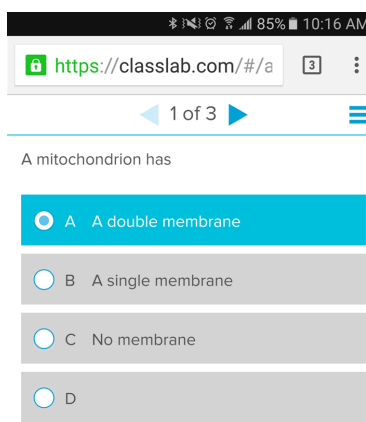 85% 10:16 AM
https://classlab.com/#/a 3
1 of 3
A mitochondrion has
A A double membrane
B A single membrane
C No membrane
D